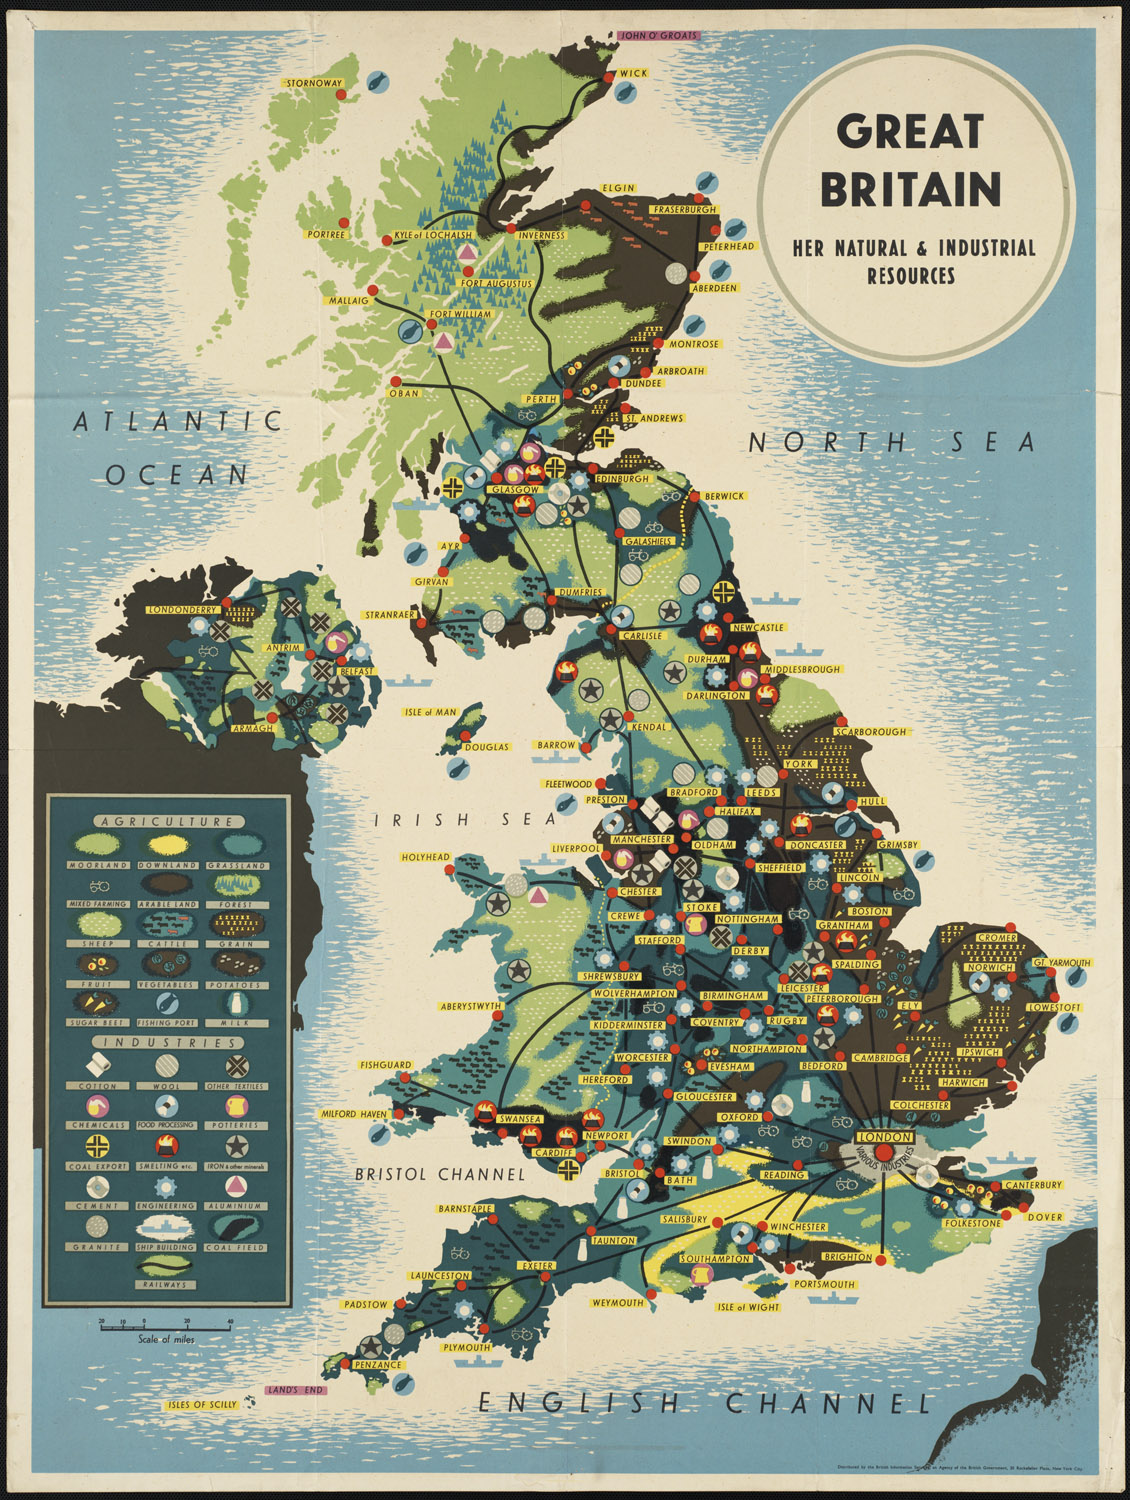 GREAT
BRITAIN
HER NATURAL & INDUSTRIAL
RESOURCES
JOHN O' GROATS
WICK
STORNOWAY
ELGIN
FRASERBURGH
PORTREE
KYLE of LOCHALSH
INVERNESS
PETERHEAD
FORT AUGUSTUS
ABERDEEN
MALLAIG
FORT WILLIAM
MONTROSE
ARBROATH
DUNDEE
OBAN
PERTH
ST. ANDREWS
ATLANTIC
OCEAN
NORTH SEA
GLASGOW
EDINBURGH
BERWICK
GALASHIELS
AYR
GIRVAN
DUMFRIES
STRANRAER
LONDONDERRY
CARLISLE
NEWCASTLE
ANTRIM
BELFAST
DURHAM
MIDDLESBROUGH
DARLINGTON
ISLE of MAN
ARMAGH
KENDAL
SCARBOROUGH
DOUGLAS
BARROW
YORK
FLEETWOOD
PRESTON
BRADFORD
LEEDS
HULL
HALIFAX
IRISH SEA
MANCHESTER
OLDHAM
DONCASTER
GRIMSBY
LIVERPOOL
HOLYHEAD
SHEFFIELD
LINCOLN
CHESTER
CREWE
STOKE
NOTTINGHAM
BOSTON
GRANTHAM
STAFFORD
DERBY
CROMER
SPALDING
NORWICH
GT. YARMOUTH
SHREWSBURY
LEICESTER
WOLVERHAMPTON
BIRMINGHAM
PETERBOROUGH
ELY
LOWESTOFT
ABERYSTWYTH
KIDDERMINSTER
COVENTRY
RUGBY
NORTHAMPTON
CAMBRIDGE
IPSWICH
WORCESTER
EVESHAM
BEDFORD
FISHGUARD
HEREFORD
HARWICH
GLOUCESTER
COLCHESTER
MILFORD HAVEN
SWANSEA
OXFORD
NEWPORT
SWINDON
LONDON
VARIOUS INDUSTRIES
CARDIFF
BRISTOL CHANNEL
BRISTOL
BATH
READING
CANTERBURY
BARNSTAPLE
SALISBURY
WINCHESTER
FOLKESTONE
DOVER
TAUNTON
EXETER
SOUTHAMPTON
BRIGHTON
LAUNCESTON
PORTSMOUTH
PADSTOW
WEYMOUTH
ISLE of WIGHT
PLYMOUTH
PENZANCE
LAND'S END
ISLES OF SCILLY
ENGLISH CHANNEL
AGRICULTURE
MOORLAND DOWNLAND GRASSLAND
MIXED FARMING ARABLE LAND FOREST
SHEEP CATTLE GRAIN
FRUIT VEGETABLES POTATOES
SUGAR BEET FISHING PORT MILK
INDUSTRIES
COTTON WOOL OTHER TEXTILES
CHEMICALS FOOD PROCESSING POTTERIES
COAL EXPORT SMELTING etc. IRON & other minerals
CEMENT ENGINEERING ALUMINIUM
GRANITE SHIP BUILDING COAL FIELD
RAILWAYS
20 10 0 20 40
Scale of miles
Distributed by the British Information Services, an Agency of the British Government, 30 Rockefeller Plaza, New York City